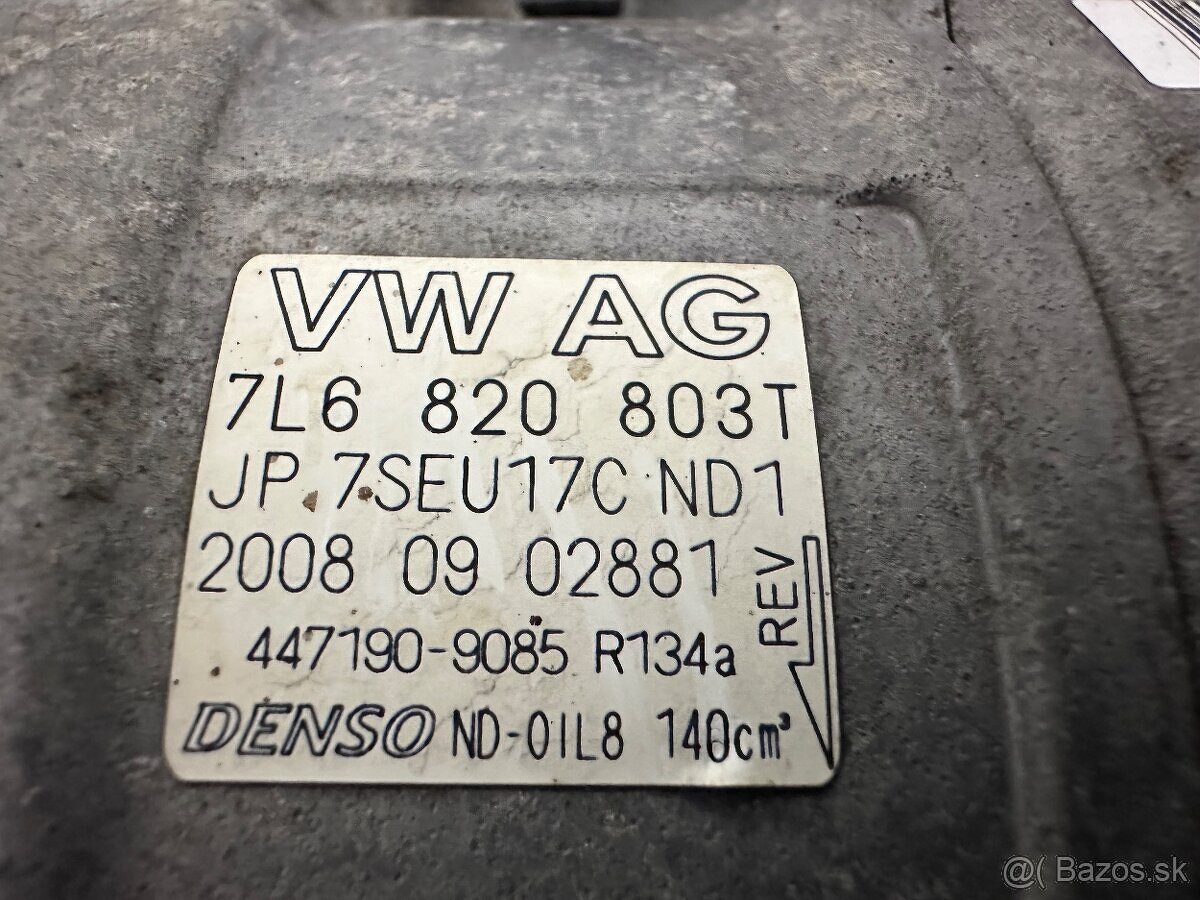 VW AG
7L6 820 803T
JP 7SEU17C ND1
2008 09 02881
447190-9085 R134a
REV
DENSO ND-OIL8 140cm³
@( Bazos.sk